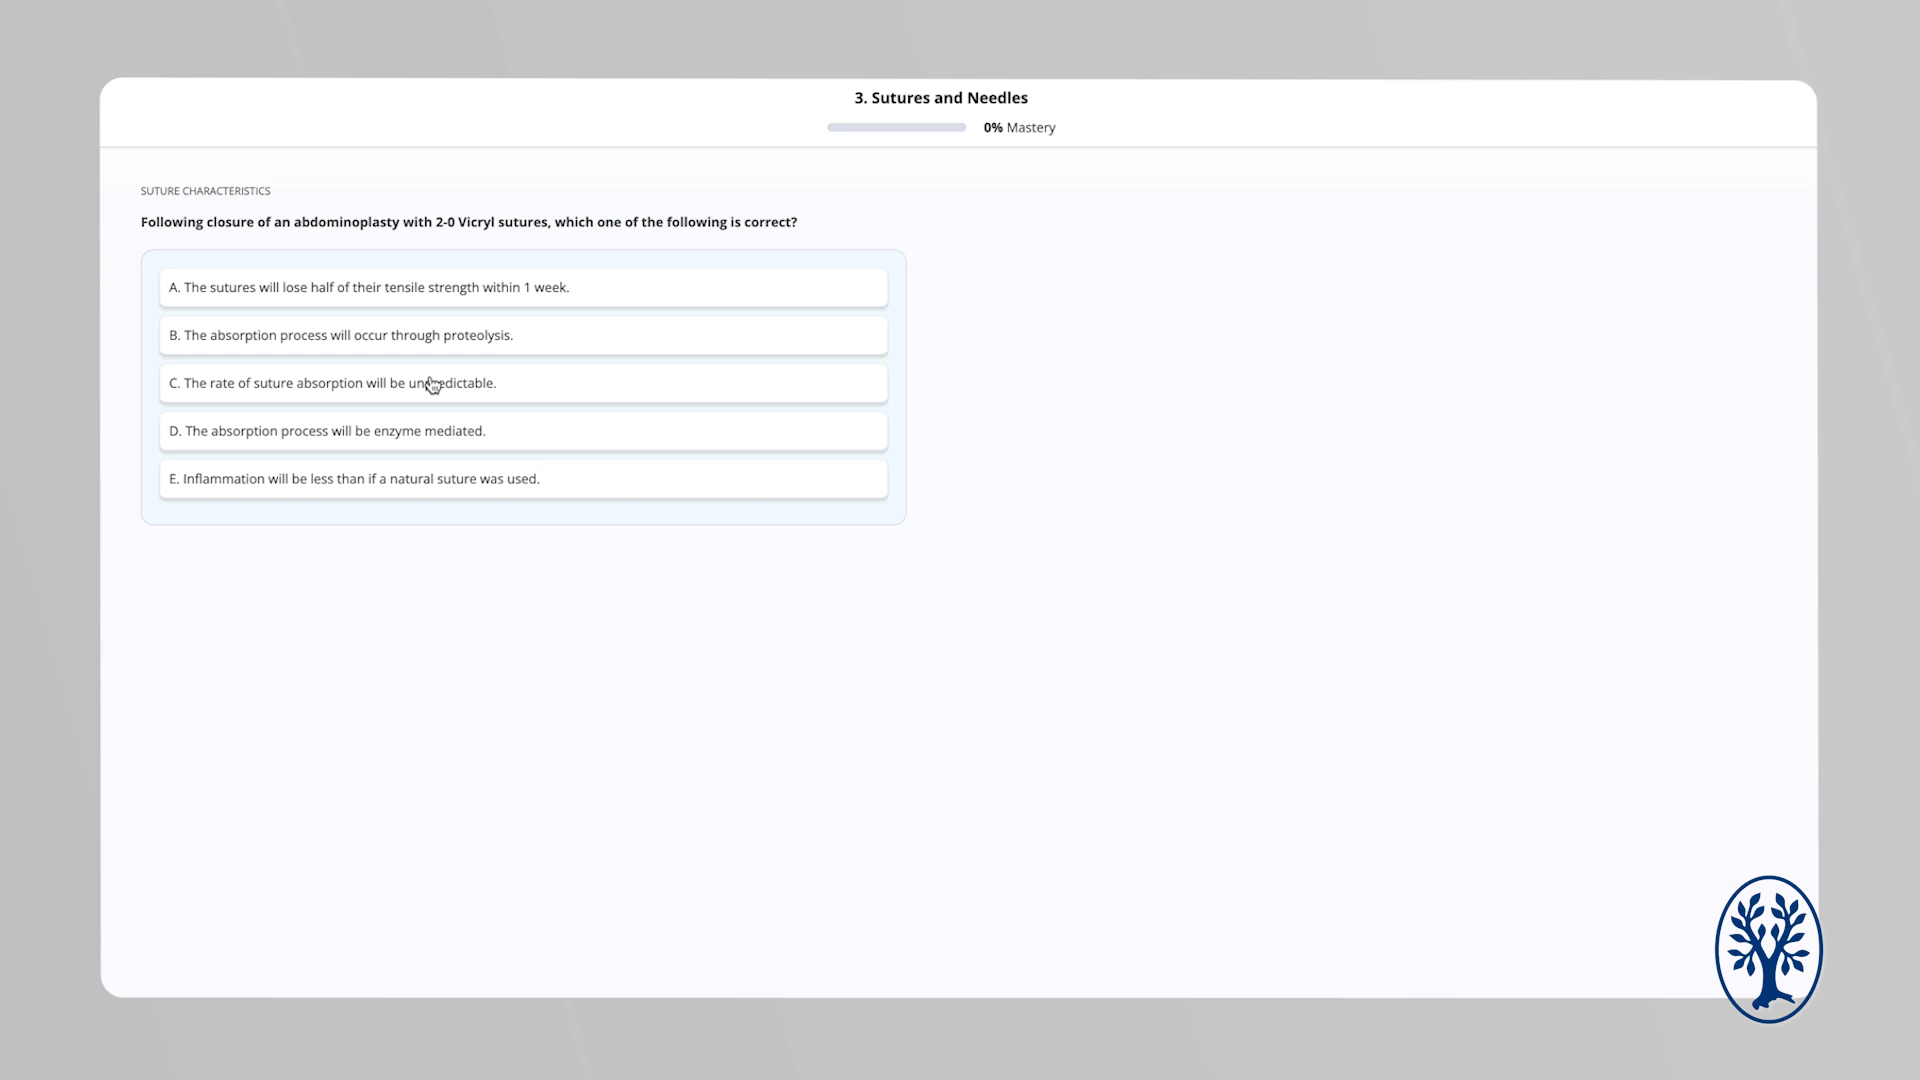 3. Sutures and Needles
0% Mastery
SUTURE CHARACTERISTICS
Following closure of an abdominoplasty with 2-0 Vicryl sutures, which one of the following is correct?
A. The sutures will lose half of their tensile strength within 1 week.
B. The absorption process will occur through proteolysis.
C. The rate of suture absorption will be unpredictable.
D. The absorption process will be enzyme mediated.
E. Inflammation will be less than if a natural suture was used.